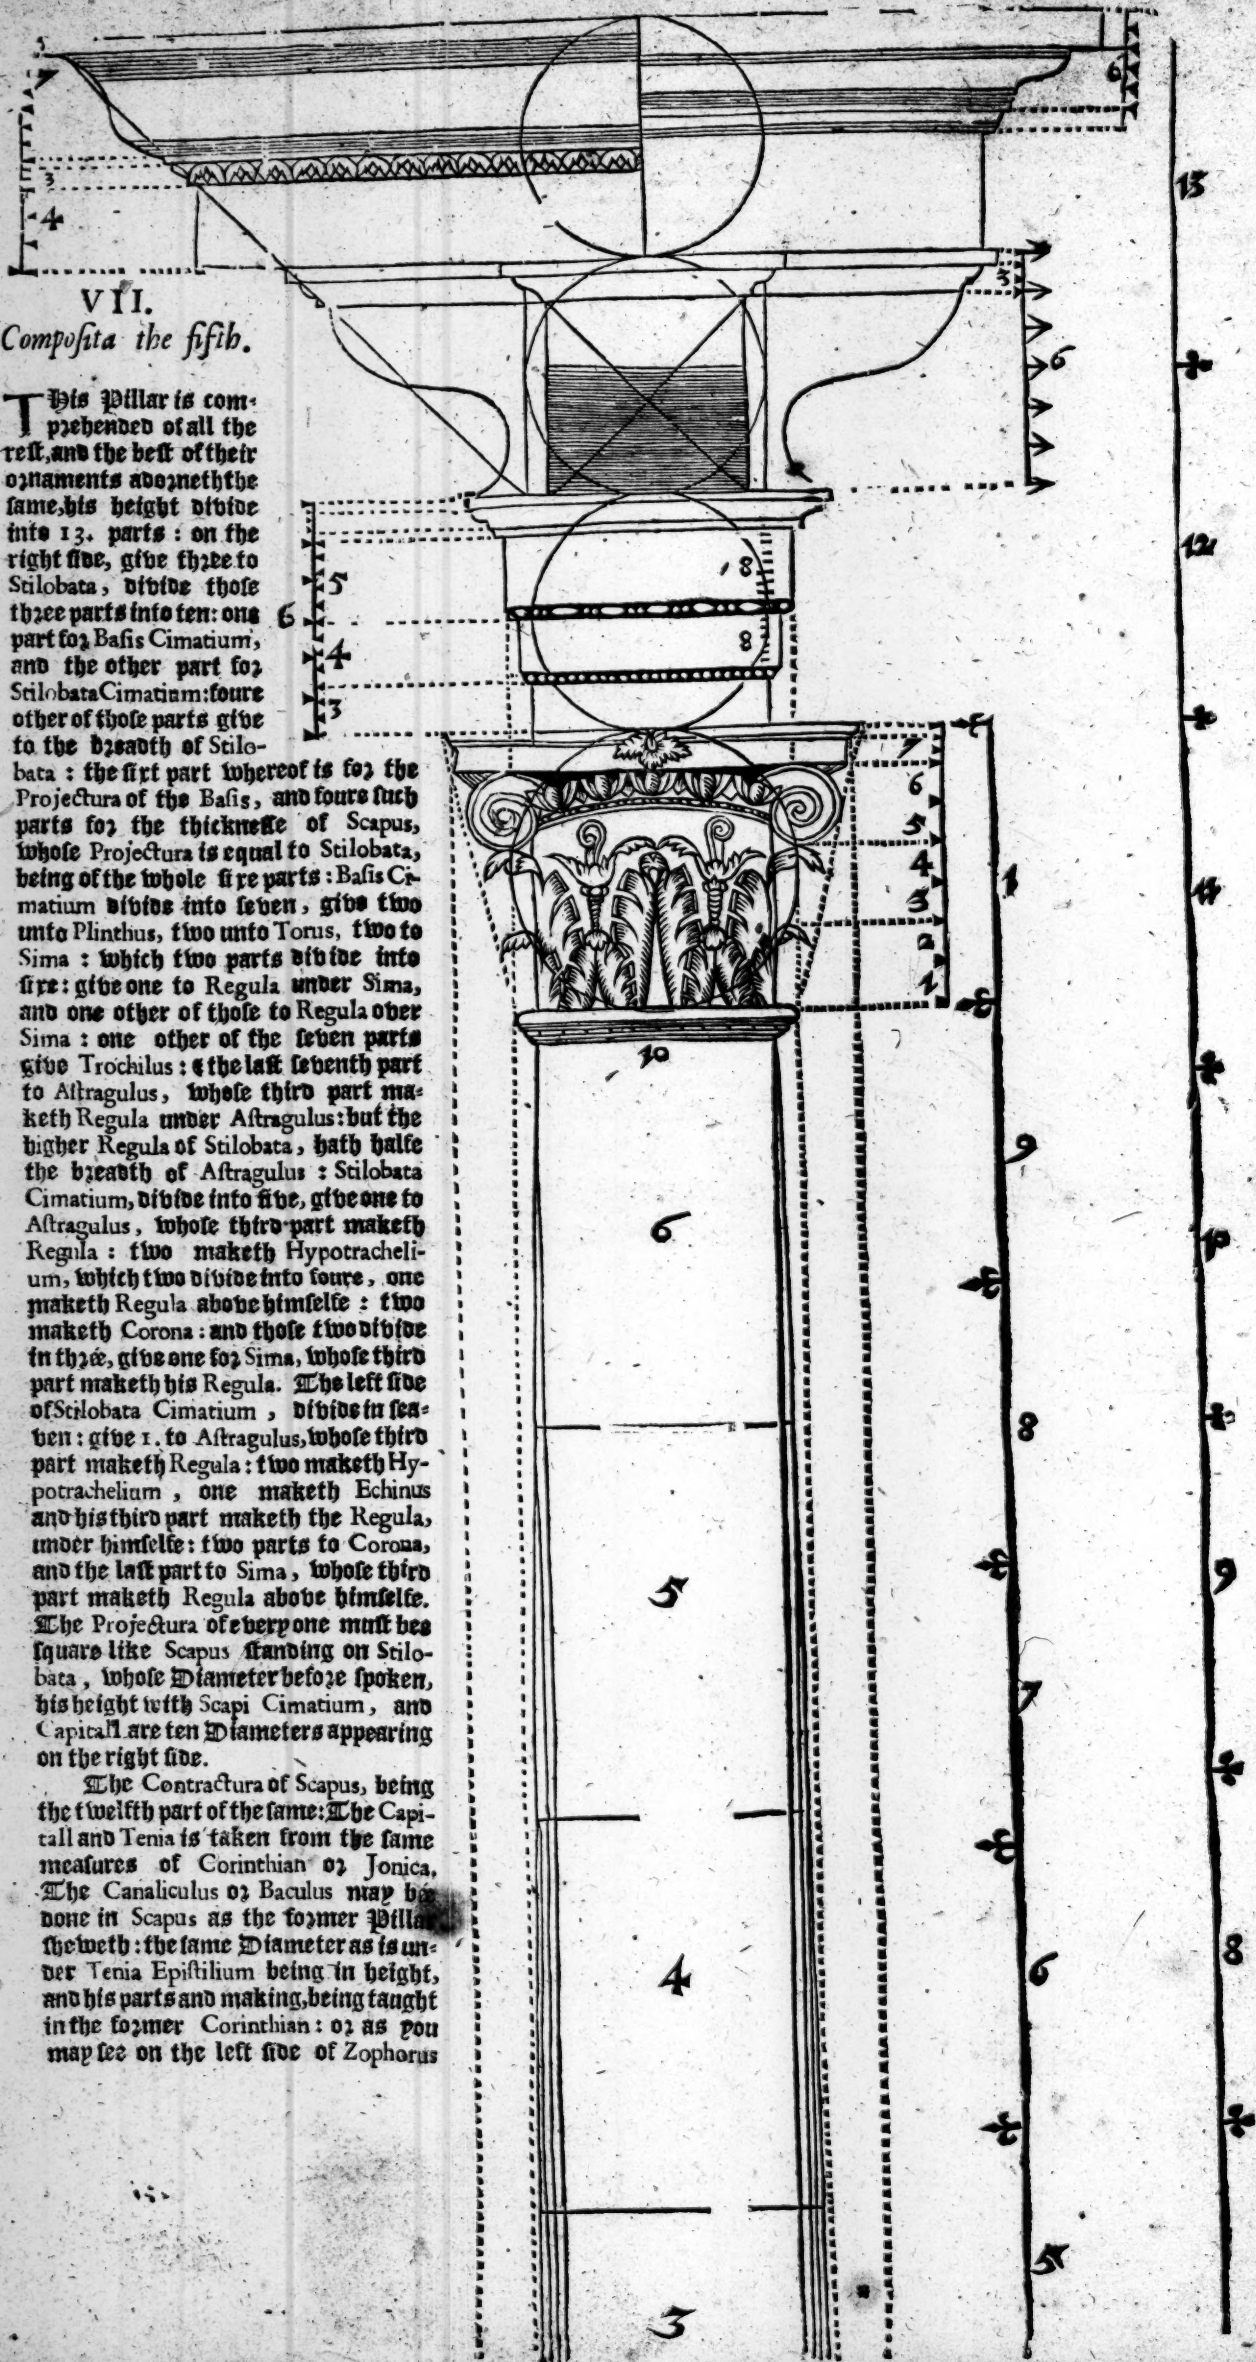 VII.
Compoſita the fifth.
THis Pillar is com-
prehended of all the
reſt, and the beſt of their
ornaments adorneth the
ſame, his height divide
into 13. parts : on the
right ſide, give three to
Stilobata, divide thoſe
three parts into ten: one
part for Baſis Cimatium,
and the other part for
Stilobata Cimatium: foure
other of thoſe parts give
to the breadth of Stilo-
bata : the ſixt part whereof is for the
Projectura of the Baſis, and foure ſuch
parts for the thickneſſe of Scapus,
whoſe Projectura is equal to Stilobata,
being of the whole ſixe parts : Baſis Ci-
matium divide into ſeven, give two
unto Plinthus, two unto Torus, two to
Sima : which two parts divide into
ſixe : give one to Regula under Sima,
and one other of thoſe to Regula over
Sima : one other of the ſeven parts
give Trochilus : & the laſt ſeventh part
to Aſtragulus, whoſe third part ma-
keth Regula under Aſtragulus: but the
higher Regula of Stilobata, hath halfe
the breadth of Aſtragulus : Stilobata
Cimatium, divide into five, give one to
Aſtragulus, whoſe third part maketh
Regula : two maketh Hypotracheli-
um, which two divide into foure, one
maketh Regula above himſelfe : two
maketh Corona : and thoſe two divide
in thrée, give one for Sima, whoſe third
part maketh his Regula. The left ſide
of Stilobata Cimatium , divide in ſea-
ven : give 1. to Aſtragulus, whoſe third
part maketh Regula : two maketh Hy-
potrachelium , one maketh Echinus
and his third part maketh the Regula,
under himſelfe : two parts to Corona,
and the laſt part to Sima, whoſe third
part maketh Regula above himſelfe.
The Projectura of every one muſt bee
ſquare like Scapus ſtanding on Stilo-
bata , whoſe Diameter before ſpoken,
his height with Scapi Cimatium, and
Capitall are ten Diameters appearing
on the right ſide.
The Contractura of Scapus, being
the twelfth part of the ſame: The Capi-
tall and Tenia is taken from the ſame
meaſures of Corinthian or Jonica.
The Canaliculus or Baculus may bée
done in Scapus as the former Pillar
ſheweth : the ſame Diameter as is un-
der Tenia Epiſtilium being in height,
and his parts and making, being taught
in the former Corinthian : or as you
may ſee on the left ſide of Zophorus
3
4
6
3
6
5
6
4
3
8
8
7
6
5
4
3
2
1
10
6
5
4
3
1
9
8
7
6
5
13
12
11
10
9
8